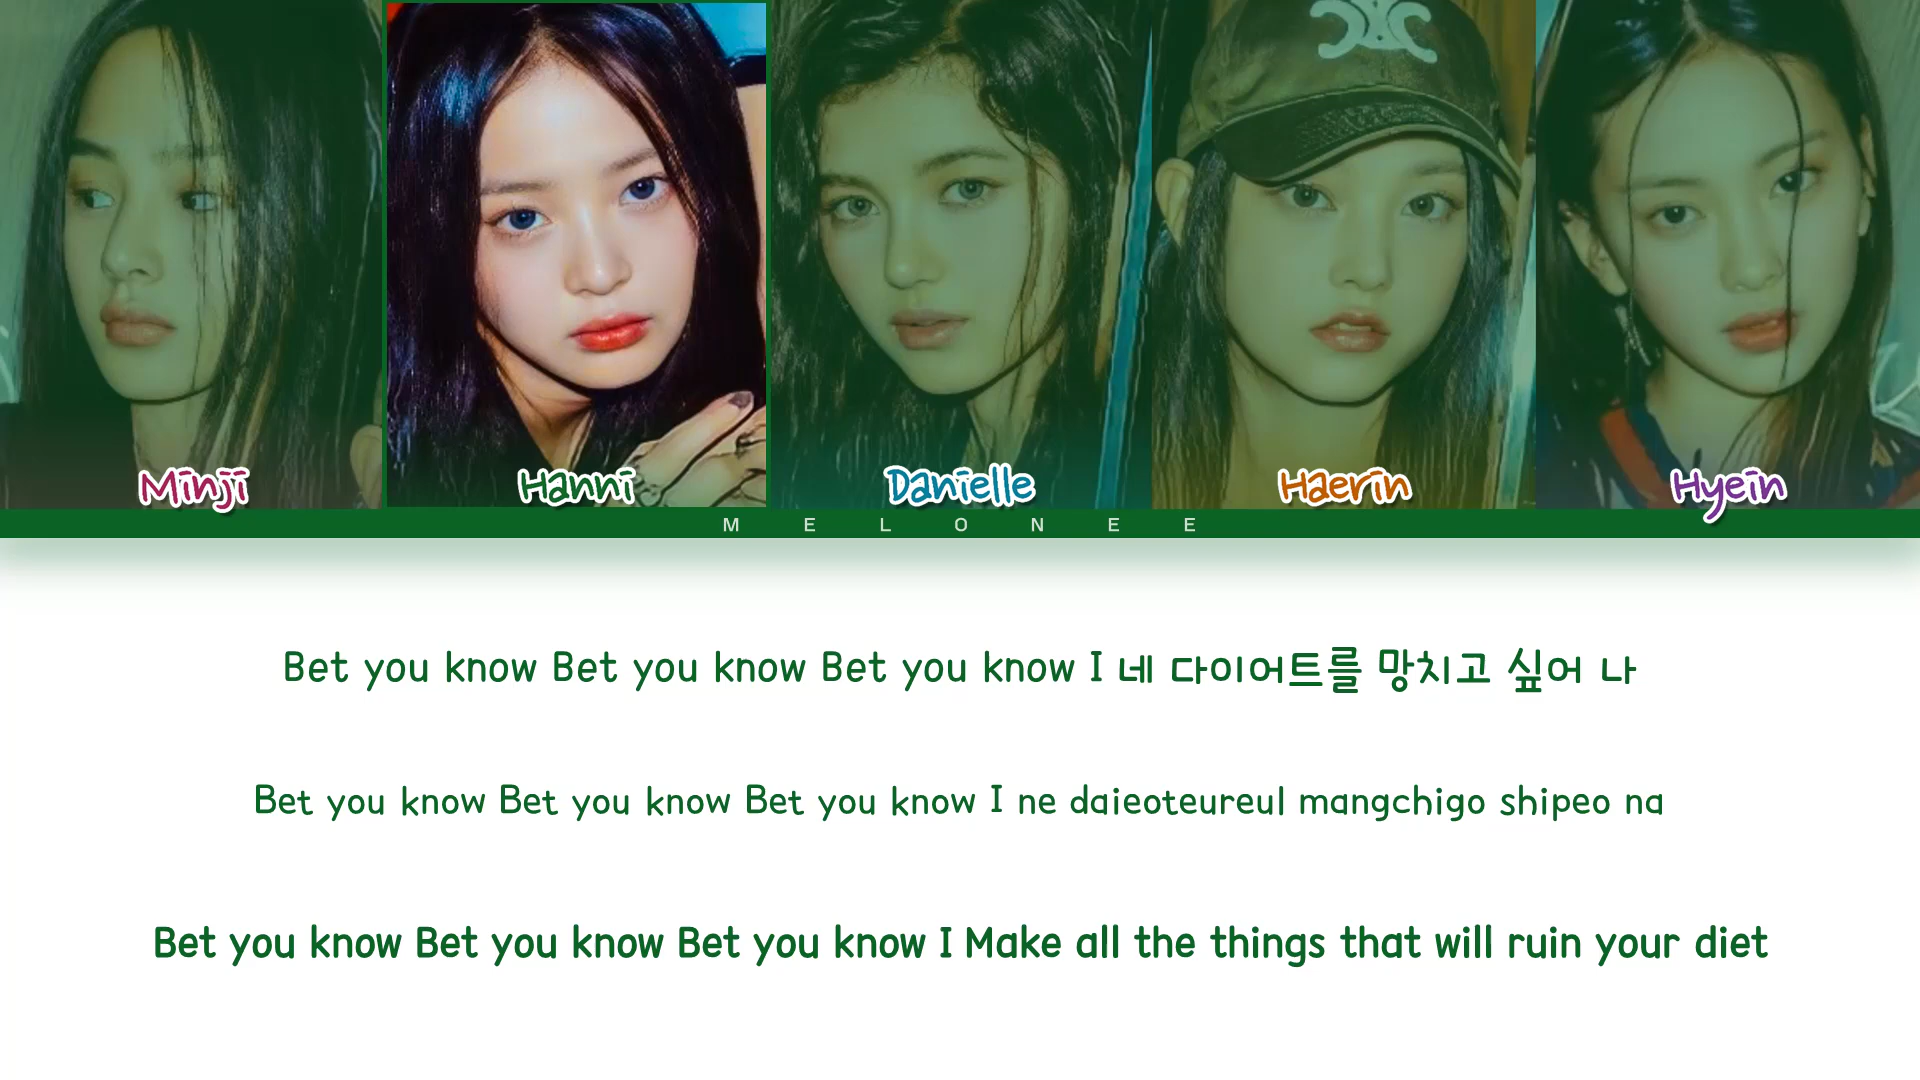 Minji Hanni Danielle Haerin Hyein
MELONEE
Bet you know Bet you know Bet you know I 네 다이어트를 망치고 싶어 나
Bet you know Bet you know Bet you know I ne daieoteureul mangchigo shipeo na
Bet you know Bet you know Bet you know I Make all the things that will ruin your diet